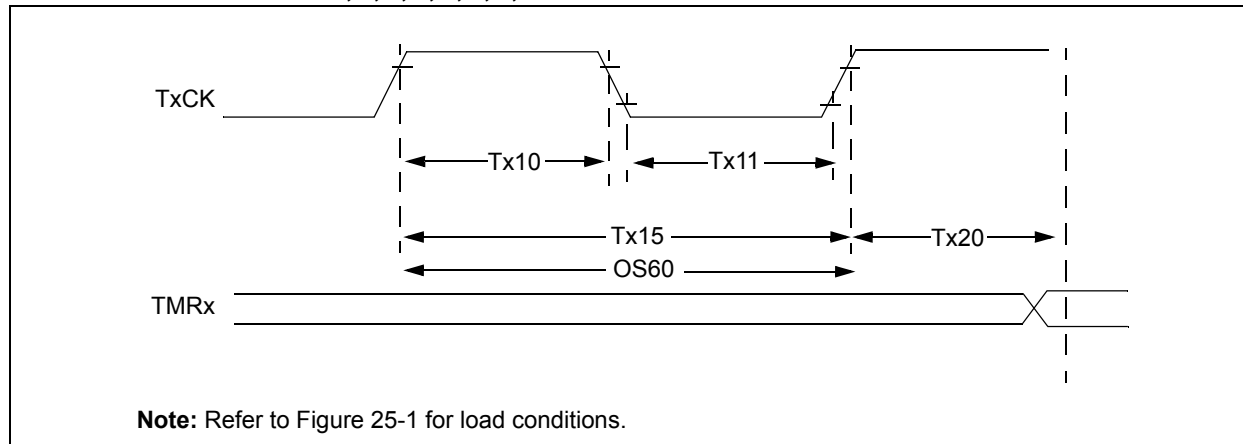 TxCK
Tx10
Tx11
Tx15
Tx20
OS60
TMRx
Note: Refer to Figure 25-1 for load conditions.